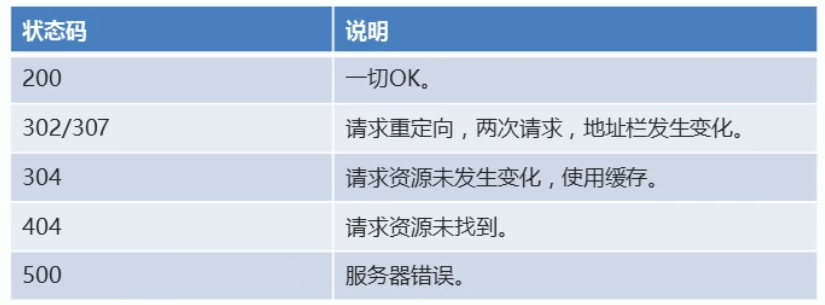 状态码 说明
200 一切OK。
302/307 请求重定向，两次请求，地址栏发生变化。
304 请求资源未发生变化，使用缓存。
404 请求资源未找到。
500 服务器错误。